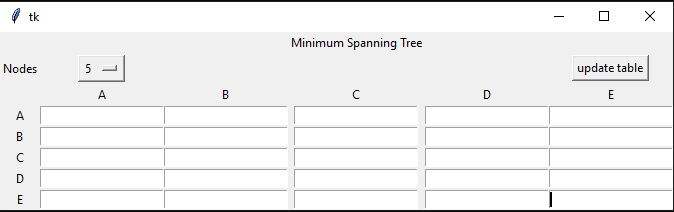 tk
Minimum Spanning Tree
Nodes 5 update table
A B C D E
A
B
C
D
E